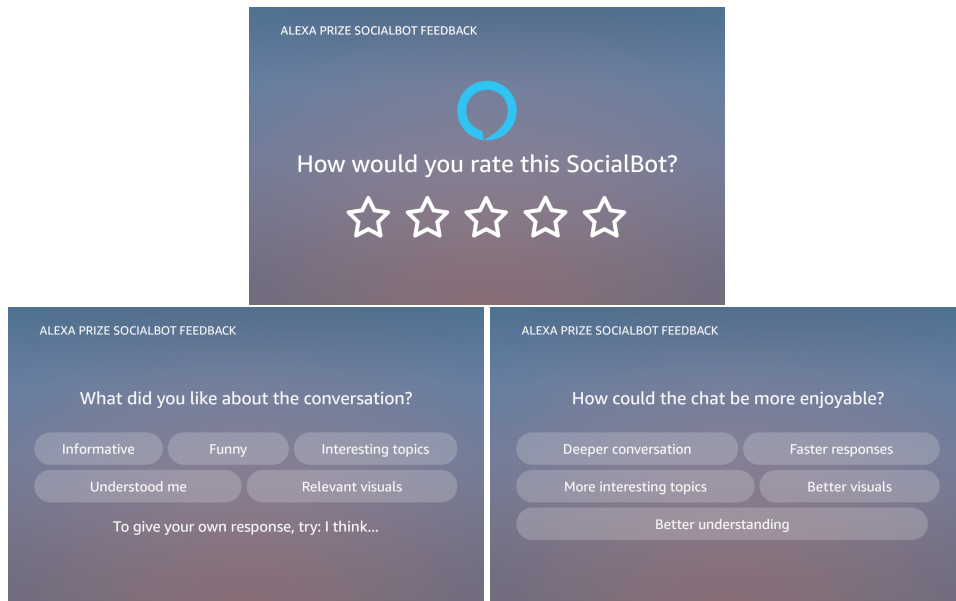 ALEXA PRIZE SOCIALBOT FEEDBACK
How would you rate this SocialBot?
ALEXA PRIZE SOCIALBOT FEEDBACK
What did you like about the conversation?
Informative
Funny
Interesting topics
Understood me
Relevant visuals
To give your own response, try: I think...
ALEXA PRIZE SOCIALBOT FEEDBACK
How could the chat be more enjoyable?
Deeper conversation
Faster responses
More interesting topics
Better visuals
Better understanding